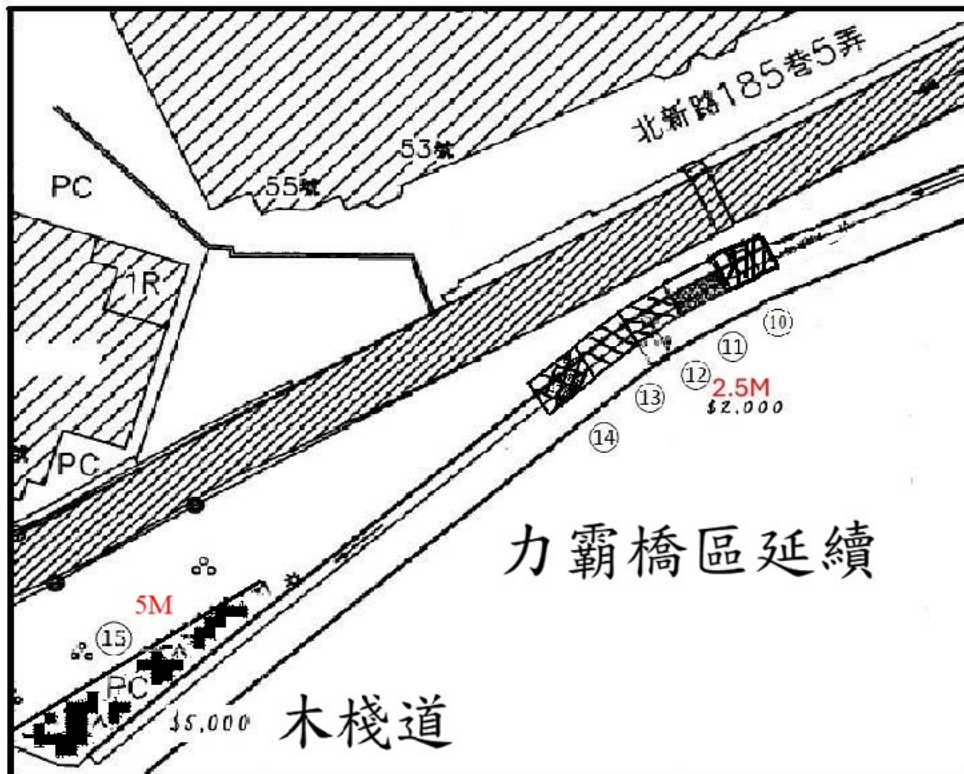 北新路185巷5弄
53號
55號
PC
1R
PC
號
⑩
⑪
⑫
2.5M
$2,000
⑬
⑭
力霸橋區延續
5M
⑮
PC
$5,000
木棧道